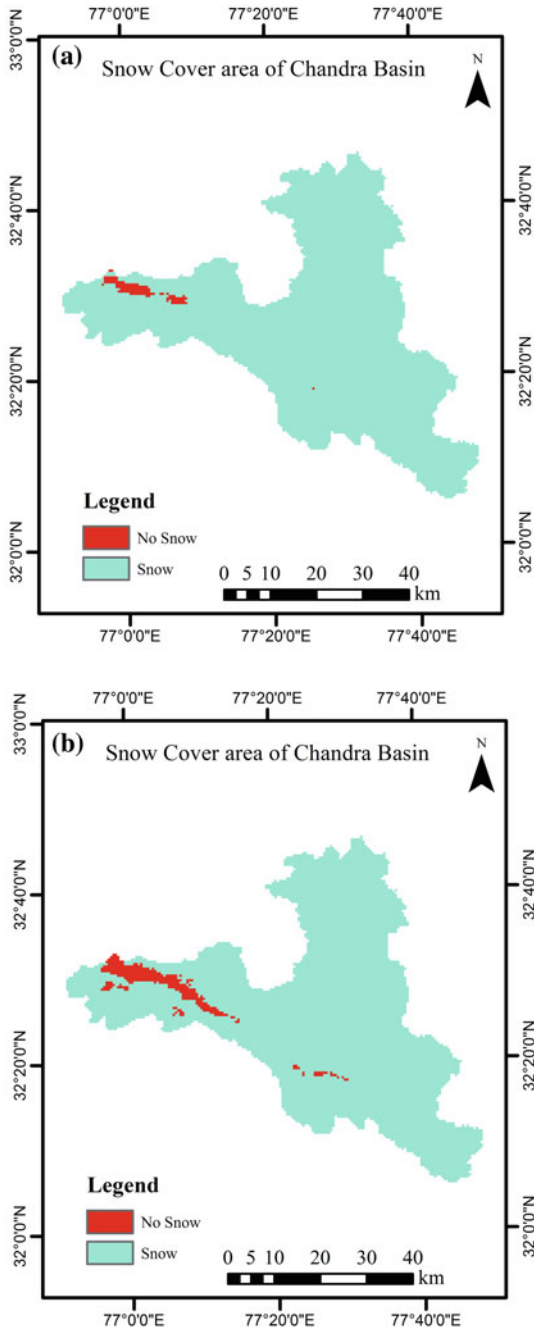 77°0'0"E 77°20'0"E 77°40'0"E
(a)
Snow Cover area of Chandra Basin
N
33°0'0"N
32°40'0"N 32°40'0"N
32°20'0"N 32°20'0"N
32°0'0"N 32°0'0"N
Legend
No Snow
Snow
0 5 10 20 30 40
km
77°0'0"E 77°20'0"E 77°40'0"E
77°0'0"E 77°20'0"E 77°40'0"E
(b)
Snow Cover area of Chandra Basin
N
33°0'0"N
32°40'0"N 32°40'0"N
32°20'0"N 32°20'0"N
32°0'0"N 32°0'0"N
Legend
No Snow
Snow
0 5 10 20 30 40
km
77°0'0"E 77°20'0"E 77°40'0"E